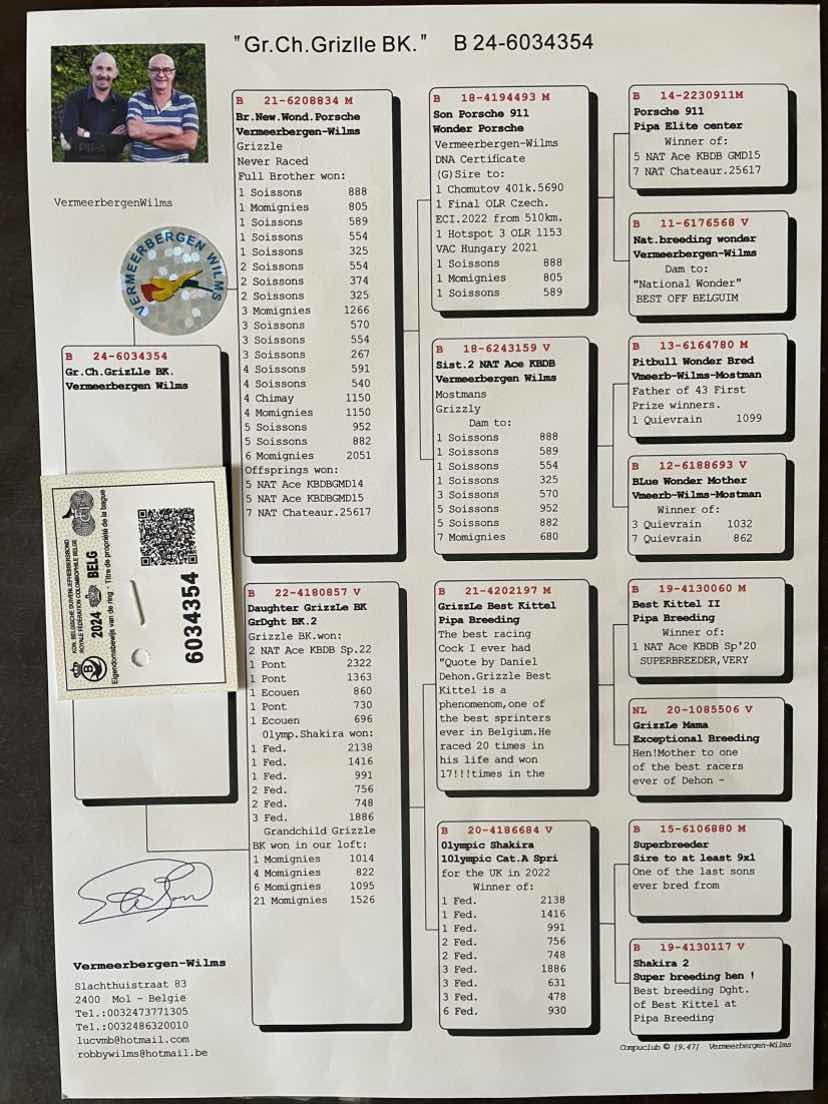 "Gr.Ch.Grizlle BK." B 24-6034354
VermeerbergenWilms
VERMEERBERGEN WILMS
B 24-6034354
Gr.Ch.GrizLle BK.
Vermeerbergen Wilms
KON. BELGISCHE DUIVENLIEFHEBBERSBOND
ROYALE FÉDÉRATION COLOMBOPHILE BELGE
2024 BELG
Eigendomsbewijs van de ring - Titre de propriété de la bague
6034354
B 21-6208834 M
Br.New.Wond.Porsche
Vermeerbergen-Wilms
Grizzle
Never Raced
Full Brother won:
1 Soissons 888
1 Momignies 805
1 Soissons 589
1 Soissons 554
1 Soissons 325
2 Soissons 554
2 Soissons 374
2 Soissons 325
3 Momignies 1266
3 Soissons 570
3 Soissons 554
3 Soissons 267
4 Soissons 591
4 Soissons 540
4 Chimay 1150
4 Momignies 1150
5 Soissons 952
5 Soissons 882
6 Momignies 2051
Offsprings won:
5 NAT Ace KBDBGMD14
5 NAT Ace KBDBGMD15
7 NAT Chateaur.25617
B 22-4180857 V
Daughter GrizzLe BK
GrDght BK.2
Grizzle BK.won:
2 NAT Ace KBDB Sp.22
1 Pont 2322
1 Pont 1363
1 Ecouen 860
1 Pont 730
1 Ecouen 696
Olymp.Shakira won:
1 Fed. 2138
1 Fed. 1416
1 Fed. 991
2 Fed. 756
2 Fed. 748
3 Fed. 1886
Grandchild Grizzle
BK won in our loft:
1 Momignies 1014
4 Momignies 822
6 Momignies 1095
21 Momignies 1526
B 18-4194493 M
Son Porsche 911
Wonder Porsche
Vermeerbergen-Wilms
DNA Certificate
(G)Sire to:
1 Chomutov 401k.5690
1 Final OLR Czech.
ECI.2022 from 510km.
1 Hotspot 3 OLR 1153
VAC Hungary 2021
1 Soissons 888
1 Momignies 805
1 Soissons 589
B 18-6243159 V
Sist.2 NAT Ace KBDB
Vermeerbergen Wilms
Mostmans
Grizzly
Dam to:
1 Soissons 888
1 Soissons 589
1 Soissons 554
1 Soissons 325
3 Soissons 570
5 Soissons 952
5 Soissons 882
7 Momignies 680
B 21-4202197 M
GrizzLe Best Kittel
Pipa Breeding
The best racing
Cock I ever had
"Quote by Daniel
Dehon.Grizzle Best
Kittel is a
phenomenon,one of
the best sprinters
ever in Belgium.He
raced 20 times in
his life and won
17!!!times in the
B 20-4186684 V
Olympic Shakira
1Olympic Cat.A Spri
for the UK in 2022
Winner of:
1 Fed. 2138
1 Fed. 1416
1 Fed. 991
2 Fed. 756
2 Fed. 748
3 Fed. 1886
3 Fed. 631
3 Fed. 478
6 Fed. 930
B 14-2230911M
Porsche 911
Pipa Elite center
Winner of:
5 NAT Ace KBDB GMD15
7 NAT Chateaur.25617
B 11-6176568 V
Nat.breeding wonder
Vermeerbergen-Wilms
Dam to:
"National Wonder"
BEST OFF BELGUIM
B 13-6164780 M
Pitbull Wonder Bred
Vmeerb-Wilms-Mostman
Father of 43 First
Prize winners.
1 Quievrain 1099
B 12-6188693 V
BLue Wonder Mother
Vmeerb-Wilms-Mostman
Winner of:
3 Quievrain 1032
7 Quievrain 862
B 19-4130060 M
Best Kittel II
Pipa Breeding
Winner of:
1 NAT Ace KBDB Sp'20
SUPERBREEDER,VERY
NL 20-1085506 V
GrizzLe Mama
Exceptional Breeding
Hen!Mother to one
of the best racers
ever of Dehon -
B 15-6106880 M
Superbreeder
Sire to at least 9x1
One of the last sons
ever bred from
B 19-4130117 V
Shakira 2
Super breeding hen !
Best breeding Dght.
of Best Kittel at
Pipa Breeding
Vermeerbergen-Wilms
Slachthuistraat 83
2400 Mol - Belgie
Tel.:0032473771305
Tel.:0032486320010
lucvmb@hotmail.com
robbywilms@hotmail.be
Compuclub © [9.47] Vermeerbergen-Wilms